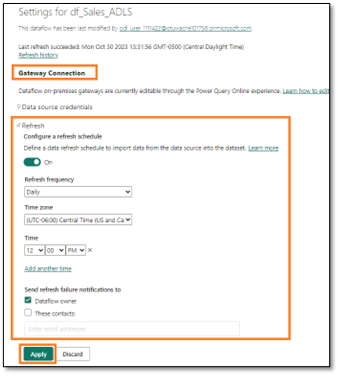 Settings for df_Sales_ADLS
This dataflow has been last modified by
Last refresh succeeded: Mon Oct 30 2023 13:31:56 GMT-0500 (Central Daylight Time)
Refresh history
Gateway Connection
Dataflow on-premises gateways are currently editable through the Power Query Online experience. Learn how to edit
Data source credentials
Refresh
Configure a refresh schedule
Define a data refresh schedule to import data from the data source into the dataset. Learn more
On
Refresh frequency
Daily
Time zone
(UTC-06:00) Central Time (US and Ca
Time
12 00 PM ×
Add another time
Send refresh failure notifications to
Dataflow owner
These contacts:
Enter email addresses
Apply Discard